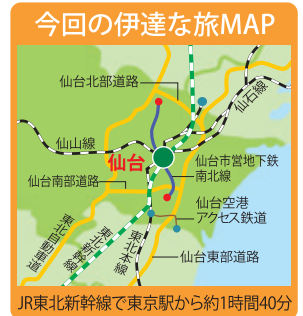 今回の伊達な旅MAP
仙台北部道路
仙石線
仙山線
仙台
仙台市営地下鉄
南北線
仙台南部道路
仙台空港
アクセス鉄道
東北自動車道
東北新幹線
東北本線
仙台東部道路
JR東北新幹線で東京駅から約1時間40分